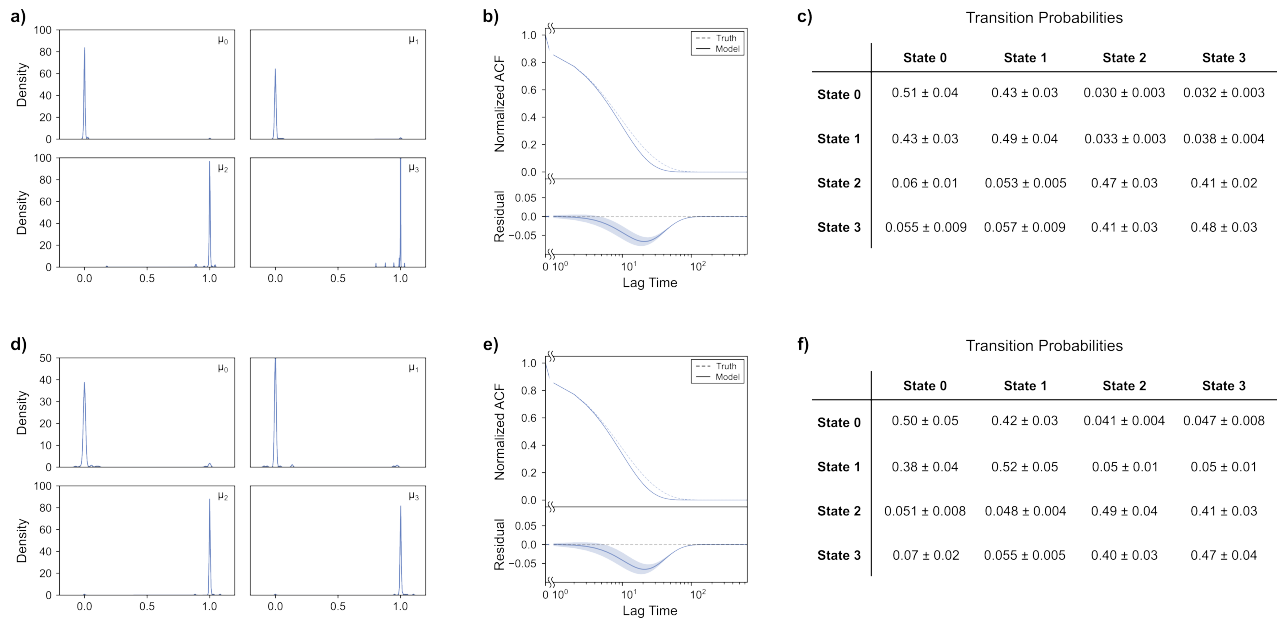 a)
100
80
60
40
20
0
Density
μ0
μ1
100
80
60
40
20
0
Density
μ2
μ3
0.0 0.5 1.0
0.0 0.5 1.0
b)
1.0
0.8
0.6
0.4
0.2
0.0
Normalized ACF
Truth
Model
0.05
0.00
−0.05
Residual
0 10^0 10^1 10^2
Lag Time
c)
Transition Probabilities
State 0 State 1 State 2 State 3
State 0 0.51 ± 0.04 0.43 ± 0.03 0.030 ± 0.003 0.032 ± 0.003
State 1 0.43 ± 0.03 0.49 ± 0.04 0.033 ± 0.003 0.038 ± 0.004
State 2 0.06 ± 0.01 0.053 ± 0.005 0.47 ± 0.03 0.41 ± 0.02
State 3 0.055 ± 0.009 0.057 ± 0.009 0.41 ± 0.03 0.48 ± 0.03
d)
50
40
30
20
10
0
Density
μ0
μ1
100
80
60
40
20
0
Density
μ2
μ3
0.0 0.5 1.0
0.0 0.5 1.0
e)
1.0
0.8
0.6
0.4
0.2
0.0
Normalized ACF
Truth
Model
0.05
0.00
−0.05
Residual
0 10^0 10^1 10^2
Lag Time
f)
Transition Probabilities
State 0 State 1 State 2 State 3
State 0 0.50 ± 0.05 0.42 ± 0.03 0.041 ± 0.004 0.047 ± 0.008
State 1 0.38 ± 0.04 0.52 ± 0.05 0.05 ± 0.01 0.05 ± 0.01
State 2 0.051 ± 0.008 0.048 ± 0.004 0.49 ± 0.04 0.41 ± 0.03
State 3 0.07 ± 0.02 0.055 ± 0.005 0.40 ± 0.03 0.47 ± 0.04